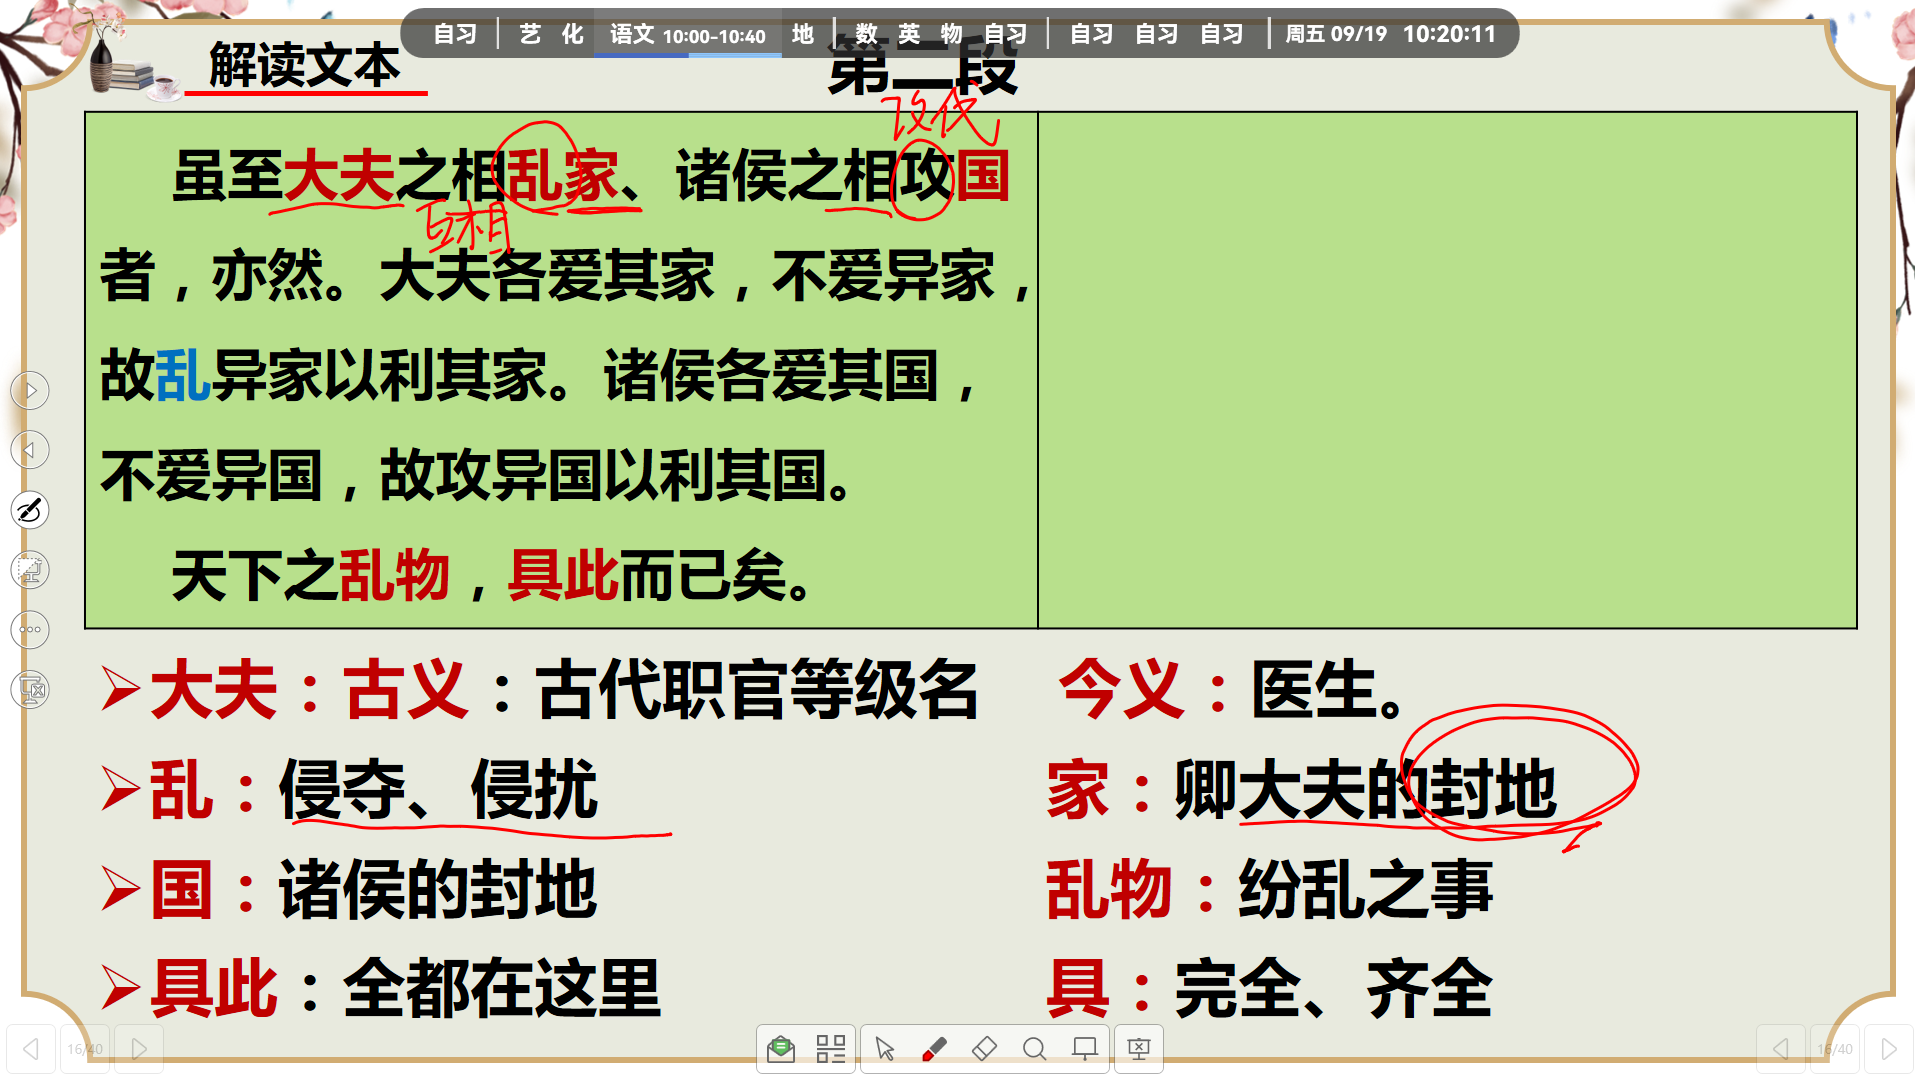 自习 | 艺 化 语文 10:00-10:40 地 | 数 英 物 自习 | 自习 自习 自习 | 周五 09/19 10:20:11
解读文本
第二段
攻伐
虽至大夫之相乱家、诸侯之相攻国
互相
者，亦然。大夫各爱其家，不爱异家，
故乱异家以利其家。诸侯各爱其国，
不爱异国，故攻异国以利其国。
天下之乱物，具此而已矣。
➢大夫：古义：古代职官等级名 今义：医生。
➢乱：侵夺、侵扰 家：卿大夫的封地
➢国：诸侯的封地 乱物：纷乱之事
➢具此：全都在这里 具：完全、齐全
16/40
16/40